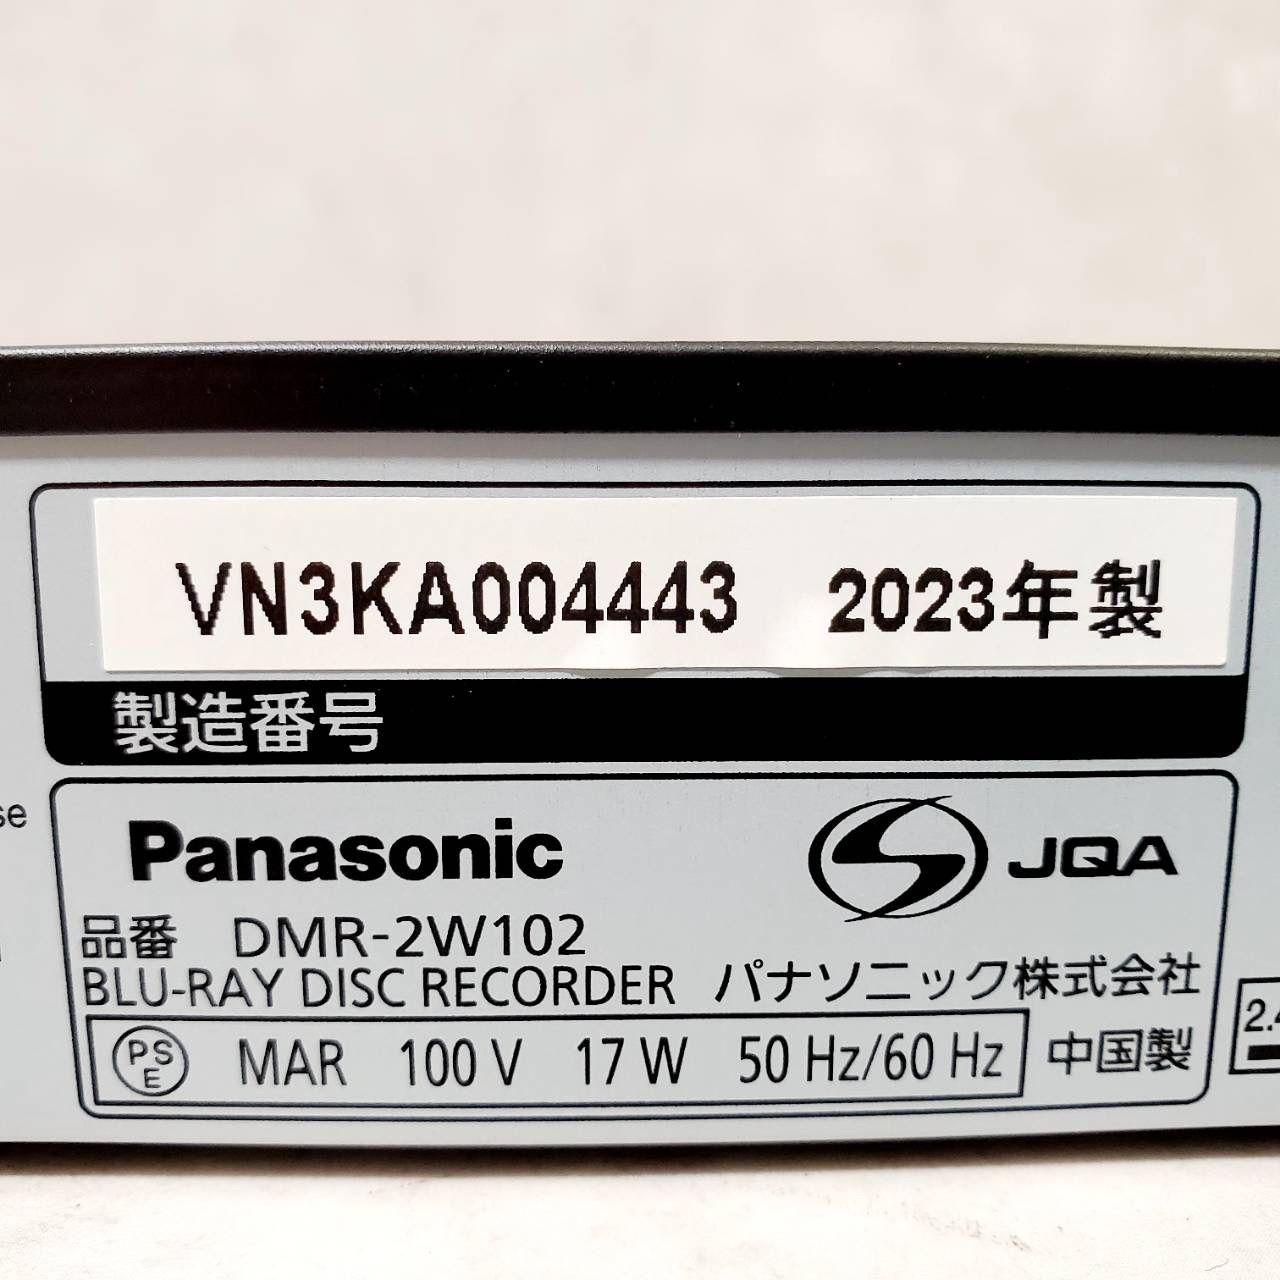 VN3KA004443 2023年製
製造番号
Panasonic
JQA
品番 DMR-2W102
BLU-RAY DISC RECORDER パナソニック株式会社
PSE MAR 100 V 17 W 50 Hz/60 Hz 中国製